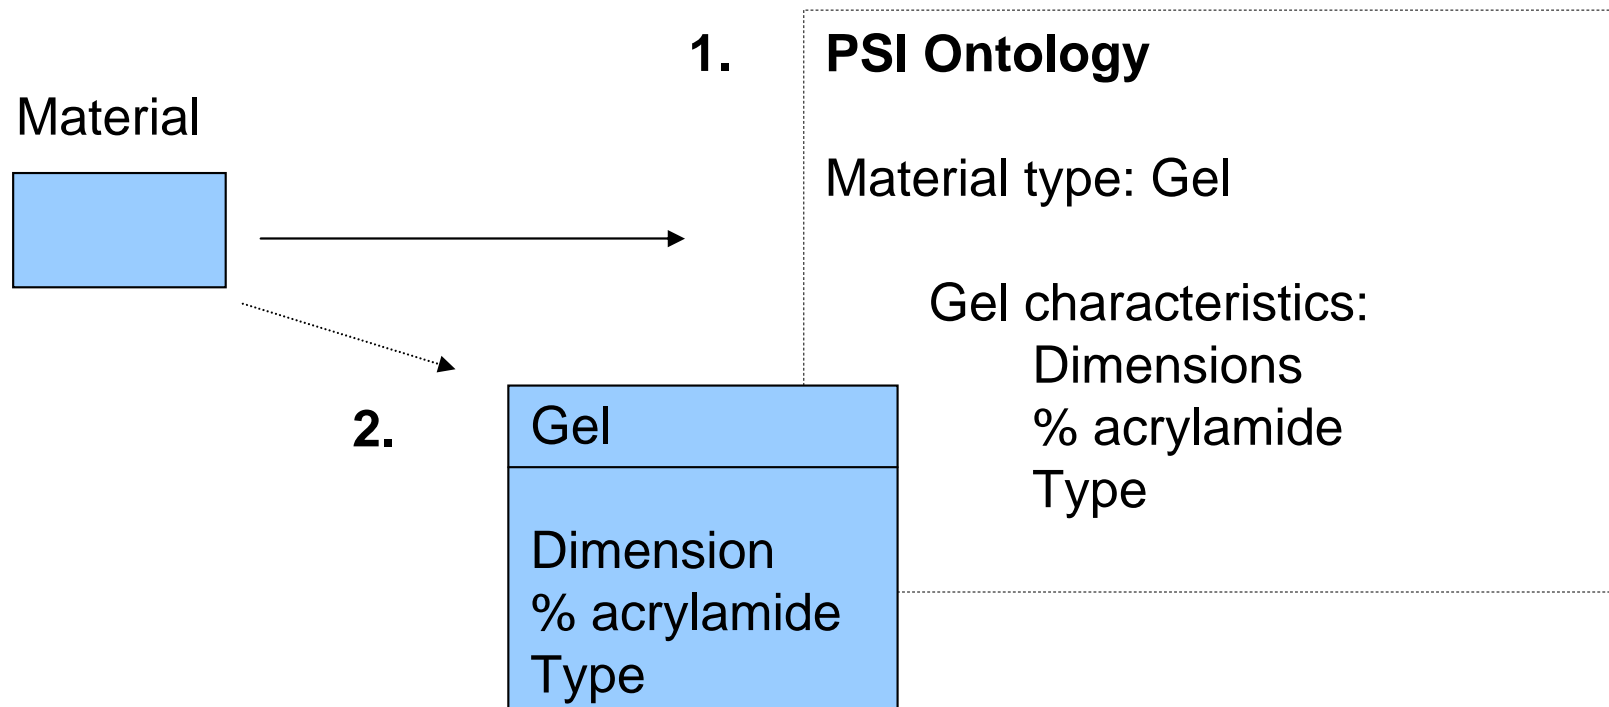 1. PSI Ontology
Material
Material type: Gel
Gel characteristics:
Dimensions
% acrylamide
Type
2.
Gel
Dimension
% acrylamide
Type